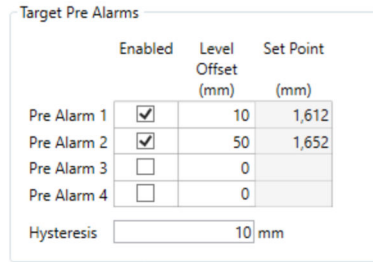 Target Pre Alarms
Enabled Level Offset (mm) Set Point (mm)
Pre Alarm 1 10 1,612
Pre Alarm 2 50 1,652
Pre Alarm 3 0
Pre Alarm 4 0
Hysteresis 10 mm